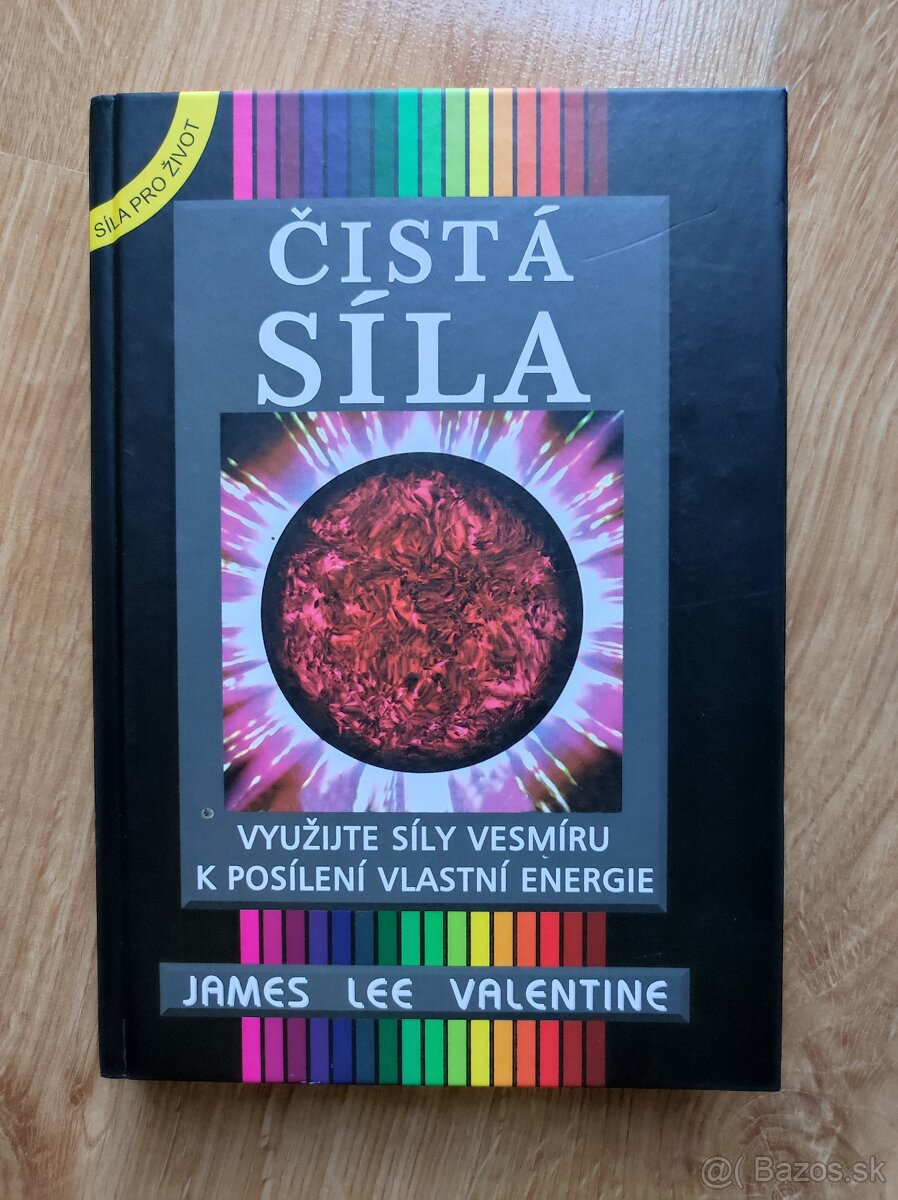 SÍLA PRO ŽIVOT
ČISTÁ
SÍLA
VYUŽIJTE SÍLY VESMÍRU
K POSÍLENÍ VLASTNÍ ENERGIE
JAMES LEE VALENTINE
@( Bazos.sk